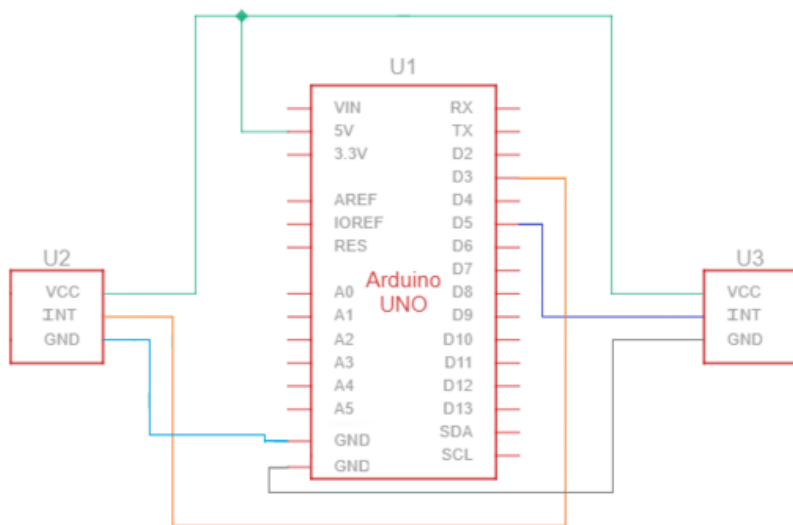 U1
VIN
5V
3.3V
AREF
IOREF
RES
A0
A1
A2
A3
A4
A5
GND
GND
RX
TX
D2
D3
D4
D5
D6
D7
D8
D9
D10
D11
D12
D13
SDA
SCL
Arduino
UNO
U2
VCC
INT
GND
U3
VCC
INT
GND